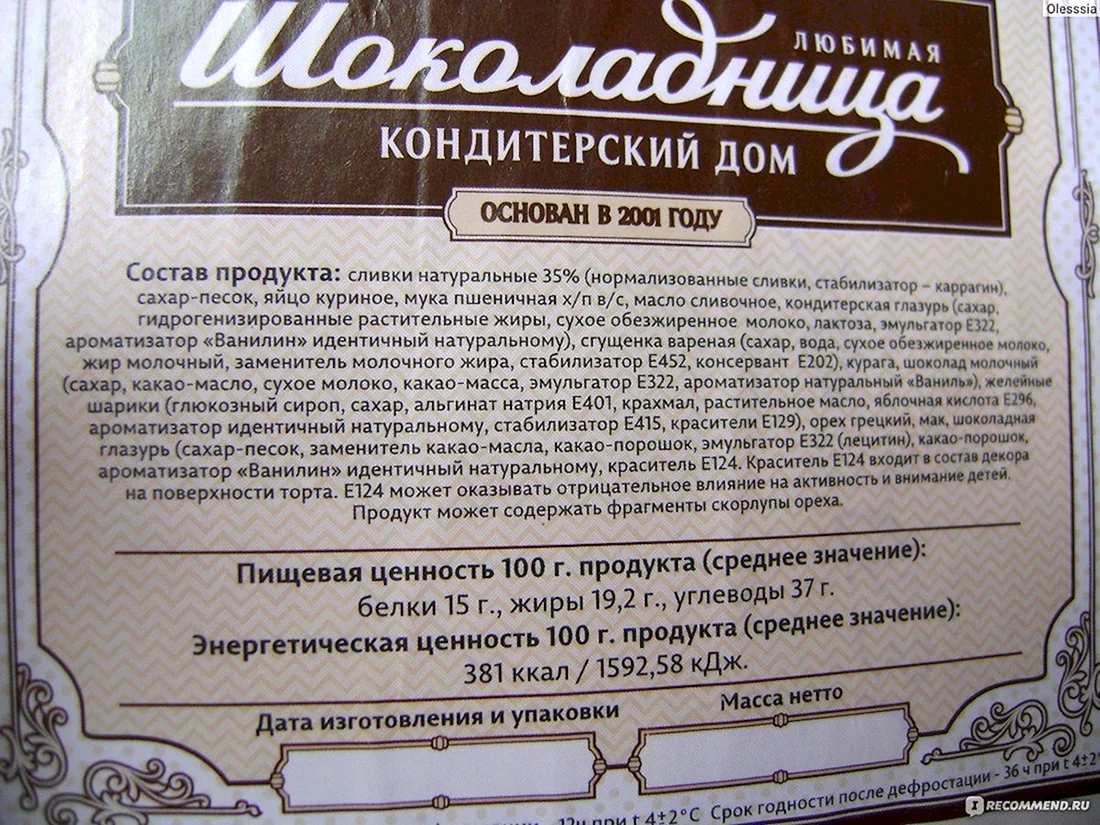 Olesssia
ЛЮБИМАЯ
Шоколадница
КОНДИТЕРСКИЙ ДОМ
ОСНОВАН В 2001 ГОДУ
Состав продукта: сливки натуральные 35% (нормализованные сливки, стабилизатор – каррагин),
сахар-песок, яйцо куриное, мука пшеничная х/п в/с, масло сливочное, кондитерская глазурь (сахар,
гидрогенизированные растительные жиры, сухое обезжиренное молоко, лактоза, эмульгатор Е322,
ароматизатор «Ванилин» идентичный натуральному), сгущенка вареная (сахар, вода, сухое обезжиренное молоко,
жир молочный, заменитель молочного жира, стабилизатор Е452, консервант Е202), курага, шоколад молочный
(сахар, какао-масло, сухое молоко, какао-масса, эмульгатор Е322, ароматизатор натуральный «Ваниль»), желейные
шарики (глюкозный сироп, сахар, альгинат натрия Е401, крахмал, растительное масло, яблочная кислота Е296,
ароматизатор идентичный натуральному, стабилизатор Е415, красители Е129), орех грецкий, мак, шоколадная
глазурь (сахар-песок, заменитель какао-масла, какао-порошок, эмульгатор Е322 (лецитин), какао-порошок,
ароматизатор «Ванилин» идентичный натуральному, краситель Е124. Краситель Е124 входит в состав декора
на поверхности торта. Е124 может оказывать отрицательное влияние на активность и внимание детей.
Продукт может содержать фрагменты скорлупы ореха.
Пищевая ценность 100 г. продукта (среднее значение):
белки 15 г., жиры 19,2 г., углеводы 37 г.
Энергетическая ценность 100 г. продукта (среднее значение):
381 ккал / 1592,58 кДж.
Дата изготовления и упаковки
Масса нетто
12ч при t 4±2°С Срок годности после дефростации - 36 ч при t 4±2°
IRECOMMEND.RU